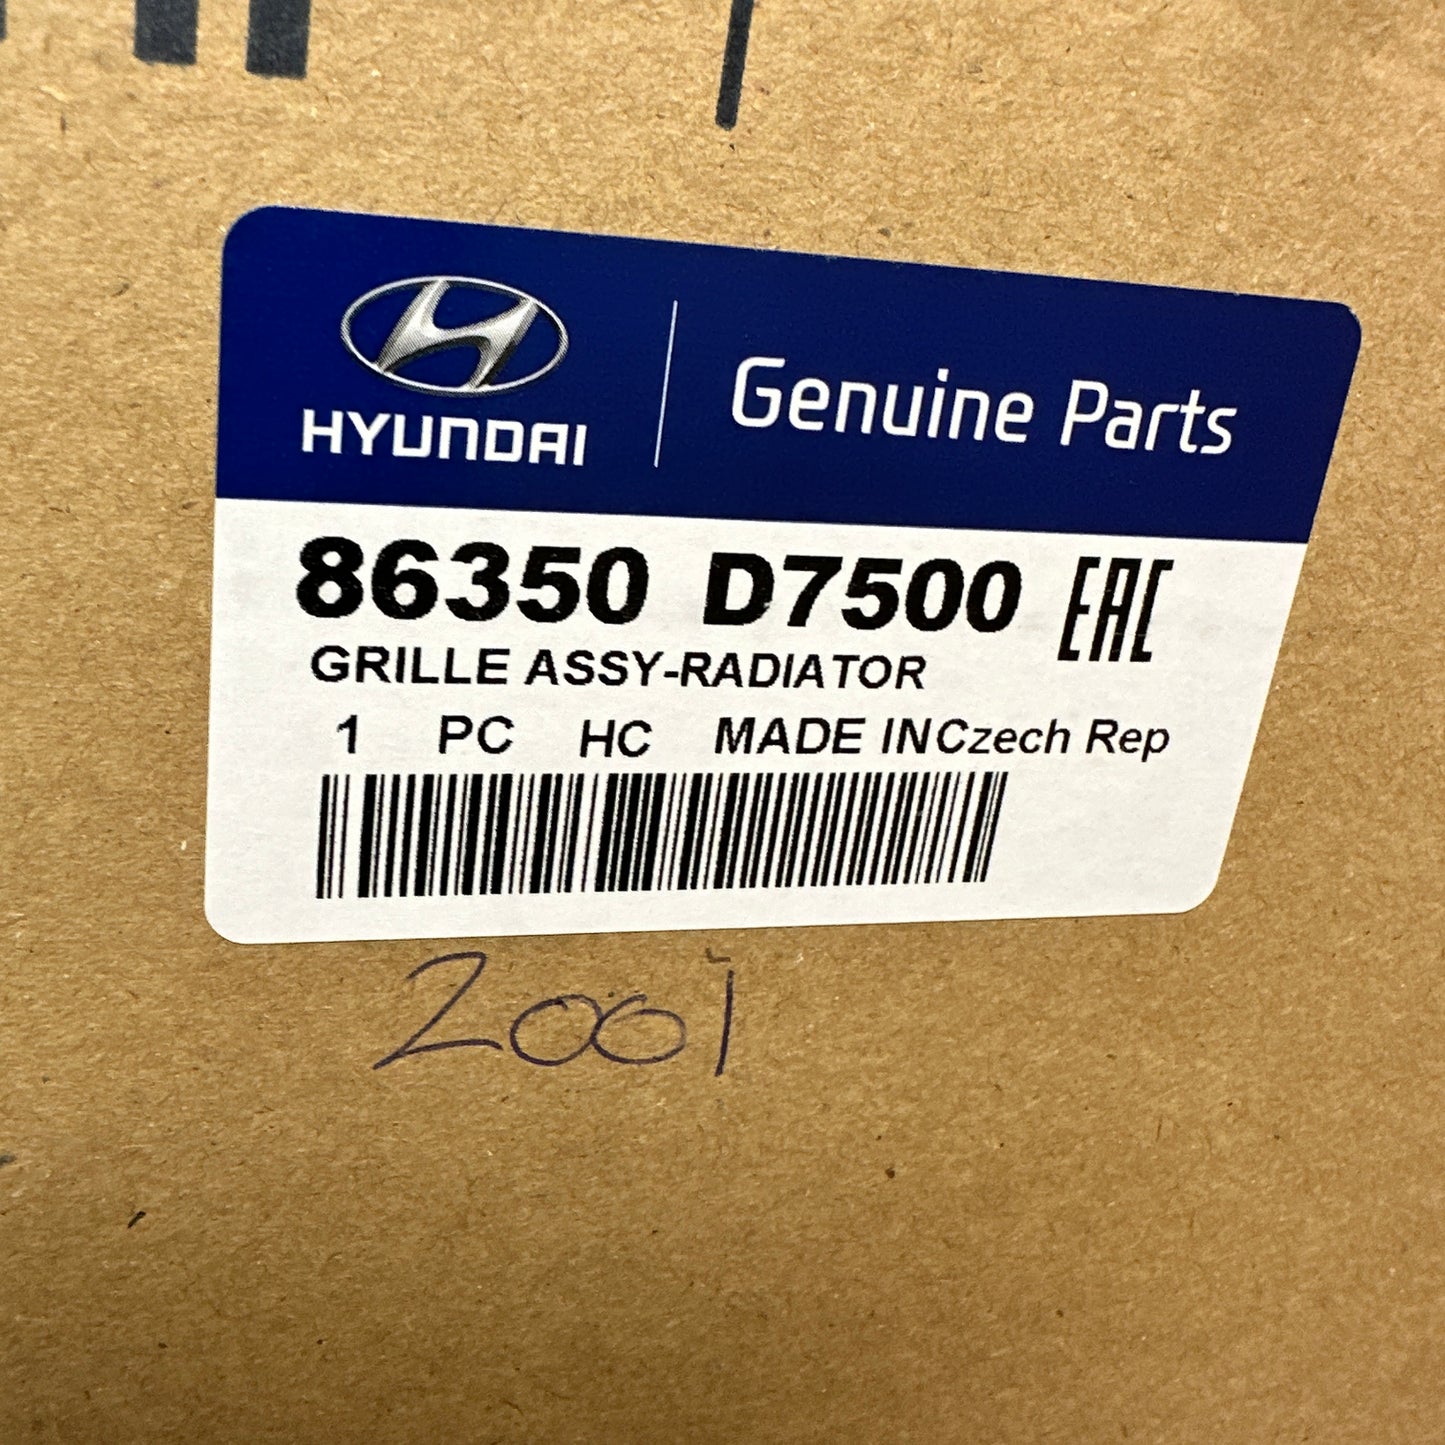 HYUNDAI
Genuine Parts
86350 D7500 EAC
GRILLE ASSY-RADIATOR
1 PC HC MADE INCzech Rep
2001